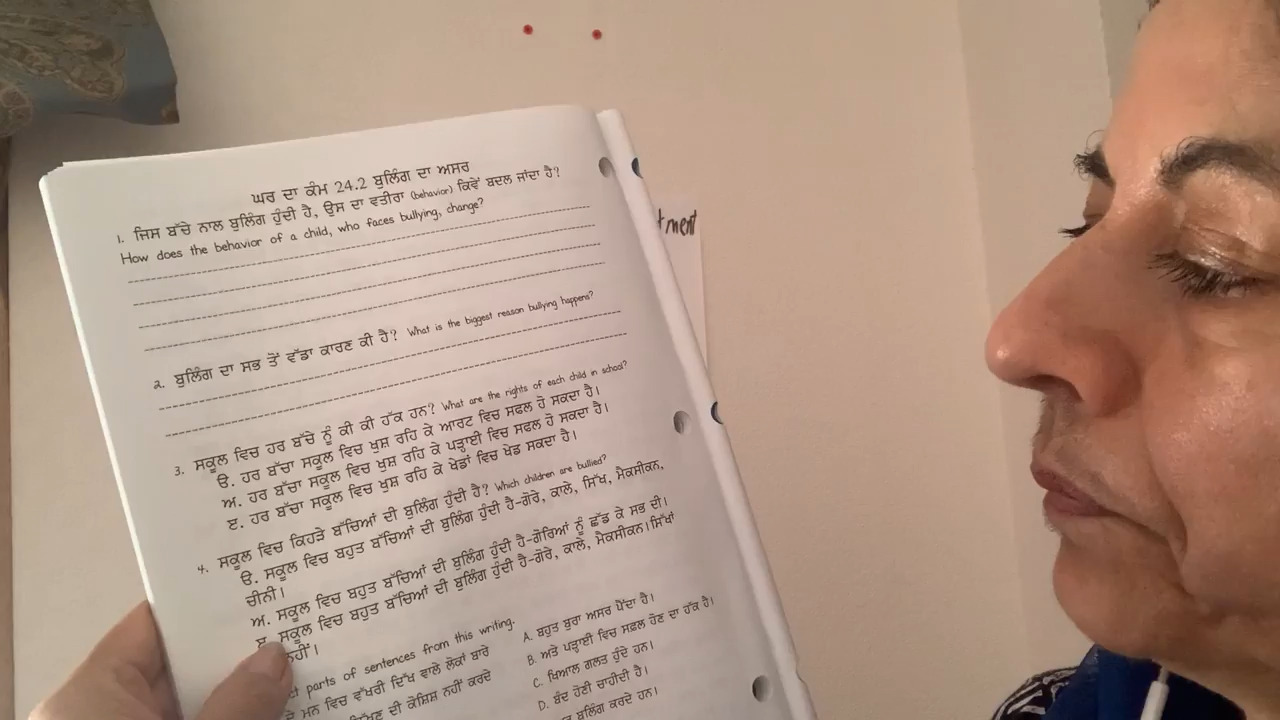 ਘਰ ਦਾ ਕੰਮ 24.2 ਬੁਲਿੰਗ ਦਾ ਅਸਰ
1. ਜਿਸ ਬੱਚੇ ਨਾਲ ਬੁਲਿੰਗ ਹੁੰਦੀ ਹੈ, ਉਸ ਦਾ ਵਤੀਰਾ (behavior) ਕਿਵੇਂ ਬਦਲ ਜਾਂਦਾ ਹੈ?
How does the behavior of a child, who faces bullying, change?
੨. ਬੁਲਿੰਗ ਦਾ ਸਭ ਤੋਂ ਵੱਡਾ ਕਾਰਣ ਕੀ ਹੈ? What is the biggest reason bullying happens?
3. ਸਕੂਲ ਵਿਚ ਹਰ ਬੱਚੇ ਨੂੰ ਕੀ ਕੀ ਹੱਕ ਹਨ? What are the rights of each child in school?
ੳ. ਹਰ ਬੱਚਾ ਸਕੂਲ ਵਿਚ ਖੁਸ਼ ਰਹਿ ਕੇ ਆਰਟ ਵਿਚ ਸਫਲ ਹੋ ਸਕਦਾ ਹੈ।
ਅ. ਹਰ ਬੱਚਾ ਸਕੂਲ ਵਿਚ ਖੁਸ਼ ਰਹਿ ਕੇ ਪੜ੍ਹਾਈ ਵਿਚ ਸਫਲ ਹੋ ਸਕਦਾ ਹੈ।
ੲ. ਹਰ ਬੱਚਾ ਸਕੂਲ ਵਿਚ ਖੁਸ਼ ਰਹਿ ਕੇ ਖੇਡਾਂ ਵਿਚ ਖੇਡ ਸਕਦਾ ਹੈ।
੪. ਸਕੂਲ ਵਿਚ ਕਿਹੜੇ ਬੱਚਿਆਂ ਦੀ ਬੁਲਿੰਗ ਹੁੰਦੀ ਹੈ? Which children are bullied?
ੳ. ਸਕੂਲ ਵਿਚ ਬਹੁਤ ਬੱਚਿਆਂ ਦੀ ਬੁਲਿੰਗ ਹੁੰਦੀ ਹੈ-ਗੋਰੇ, ਕਾਲੇ, ਸਿੱਖ, ਮੈਕਸੀਕਨ,
ਚੀਨੀ।
ਅ. ਸਕੂਲ ਵਿਚ ਬਹੁਤ ਬੱਚਿਆਂ ਦੀ ਬੁਲਿੰਗ ਹੁੰਦੀ ਹੈ-ਗੋਰਿਆਂ ਨੂੰ ਛੱਡ ਕੇ ਸਭ ਦੀ।
ੲ. ਸਕੂਲ ਵਿਚ ਬਹੁਤ ਬੱਚਿਆਂ ਦੀ ਬੁਲਿੰਗ ਹੁੰਦੀ ਹੈ-ਗੋਰੇ, ਕਾਲੇ, ਮੈਕਸੀਕਨ।ਸਿੱਖਾਂ
ਨਹੀਂ।
parts of sentences from this writing.
ਮਨ ਵਿਚ ਵੱਖਰੀ ਦਿੱਖ ਵਾਲੇ ਲੋਕਾਂ ਬਾਰੇ
ਦੀ ਕੋਸ਼ਿਸ਼ ਨਹੀਂ ਕਰਦੇ
A. ਬਹੁਤ ਬੁਰਾ ਅਸਰ ਪੈਂਦਾ ਹੈ।
B. ਅਤੇ ਪੜ੍ਹਾਈ ਵਿਚ ਸਫ਼ਲ ਹੋਣ ਦਾ ਹੱਕ ਹੈ।
C. ਖਿਆਲ ਗਲਤ ਹੁੰਦੇ ਹਨ।
D. ਬੰਦ ਹੋਣੀ ਚਾਹੀਦੀ ਹੈ।
ਬੁਲਿੰਗ ਕਰਦੇ ਹਨ।